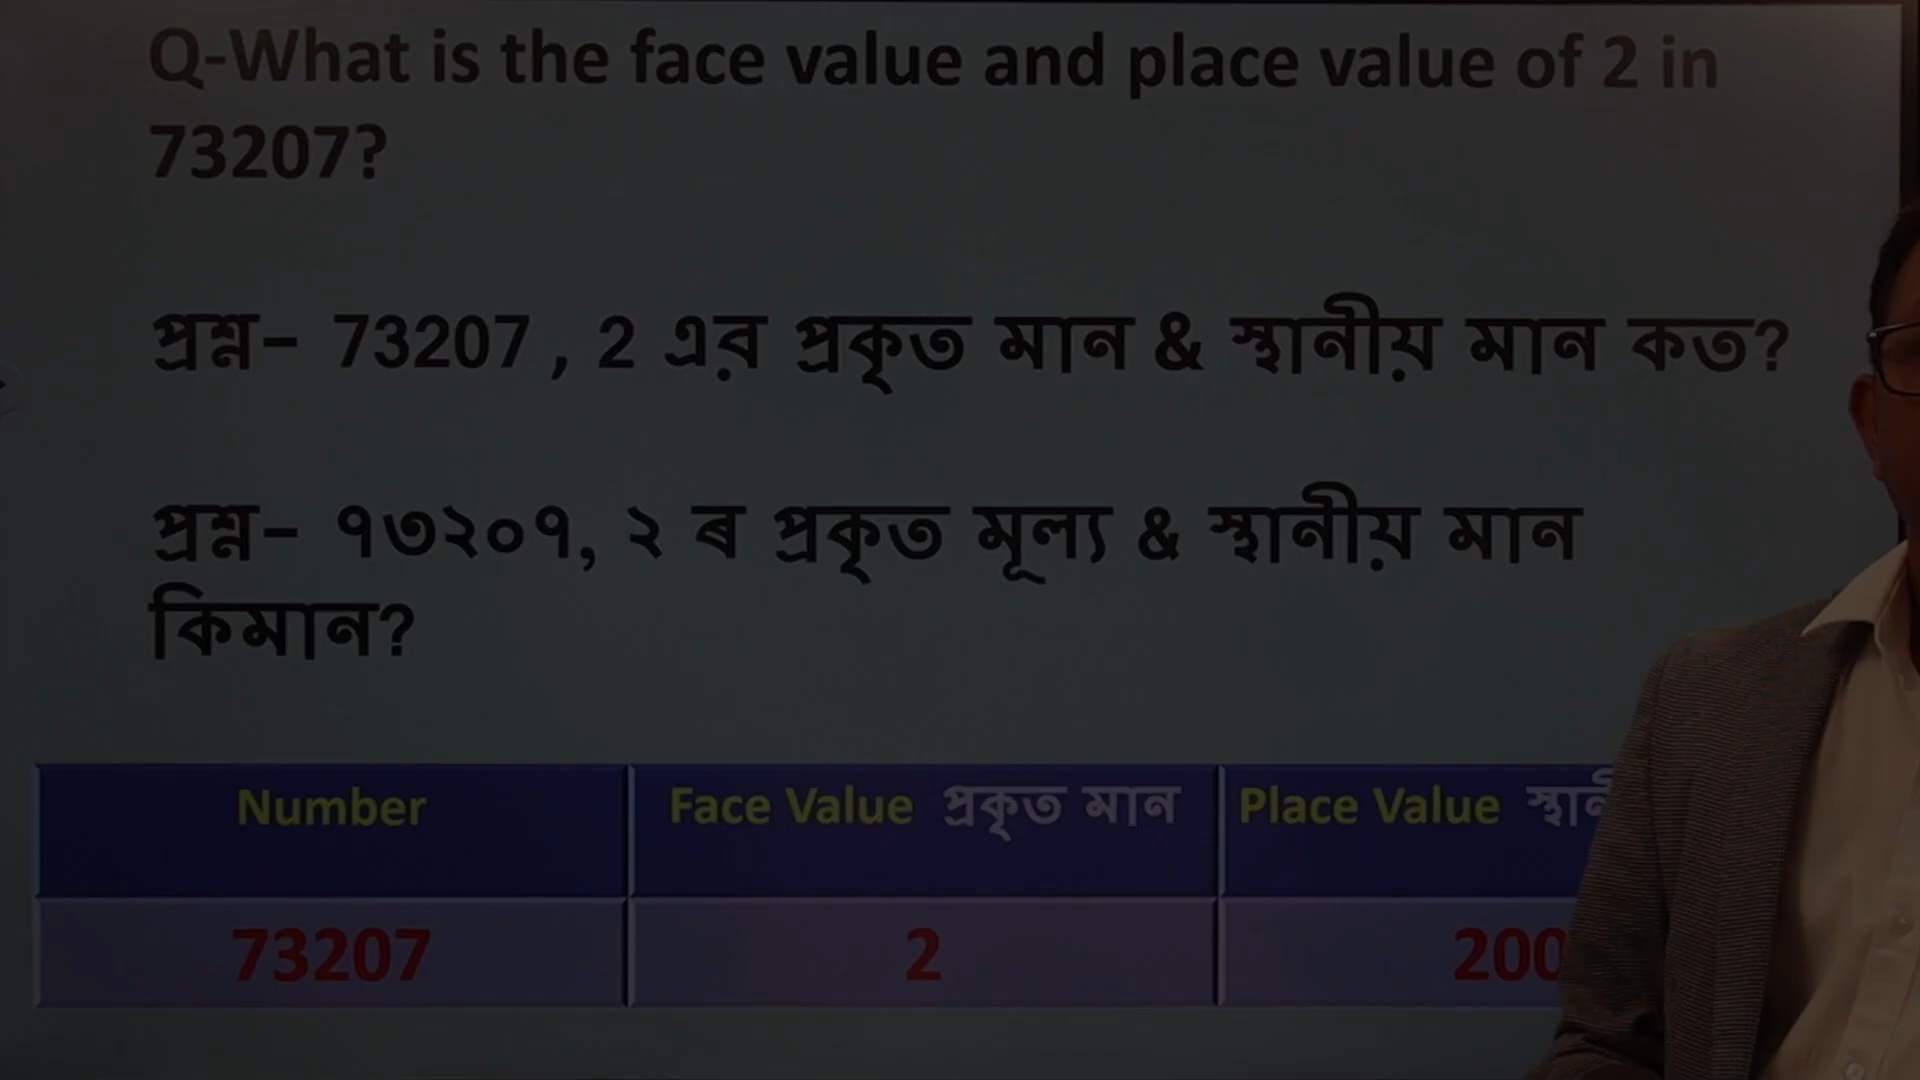 Q-What is the face value and place value of 2 in
73207?
প্রশ্ন- 73207 , 2 এর প্রকৃত মান & স্থানীয় মান কত?
প্রশ্ন- ৭৩২০৭, ২ ৰ প্রকৃত মূল্য & স্থানীয় মান
কিমান?
Number Face Value প্রকৃত মান Place Value
73207 2 200